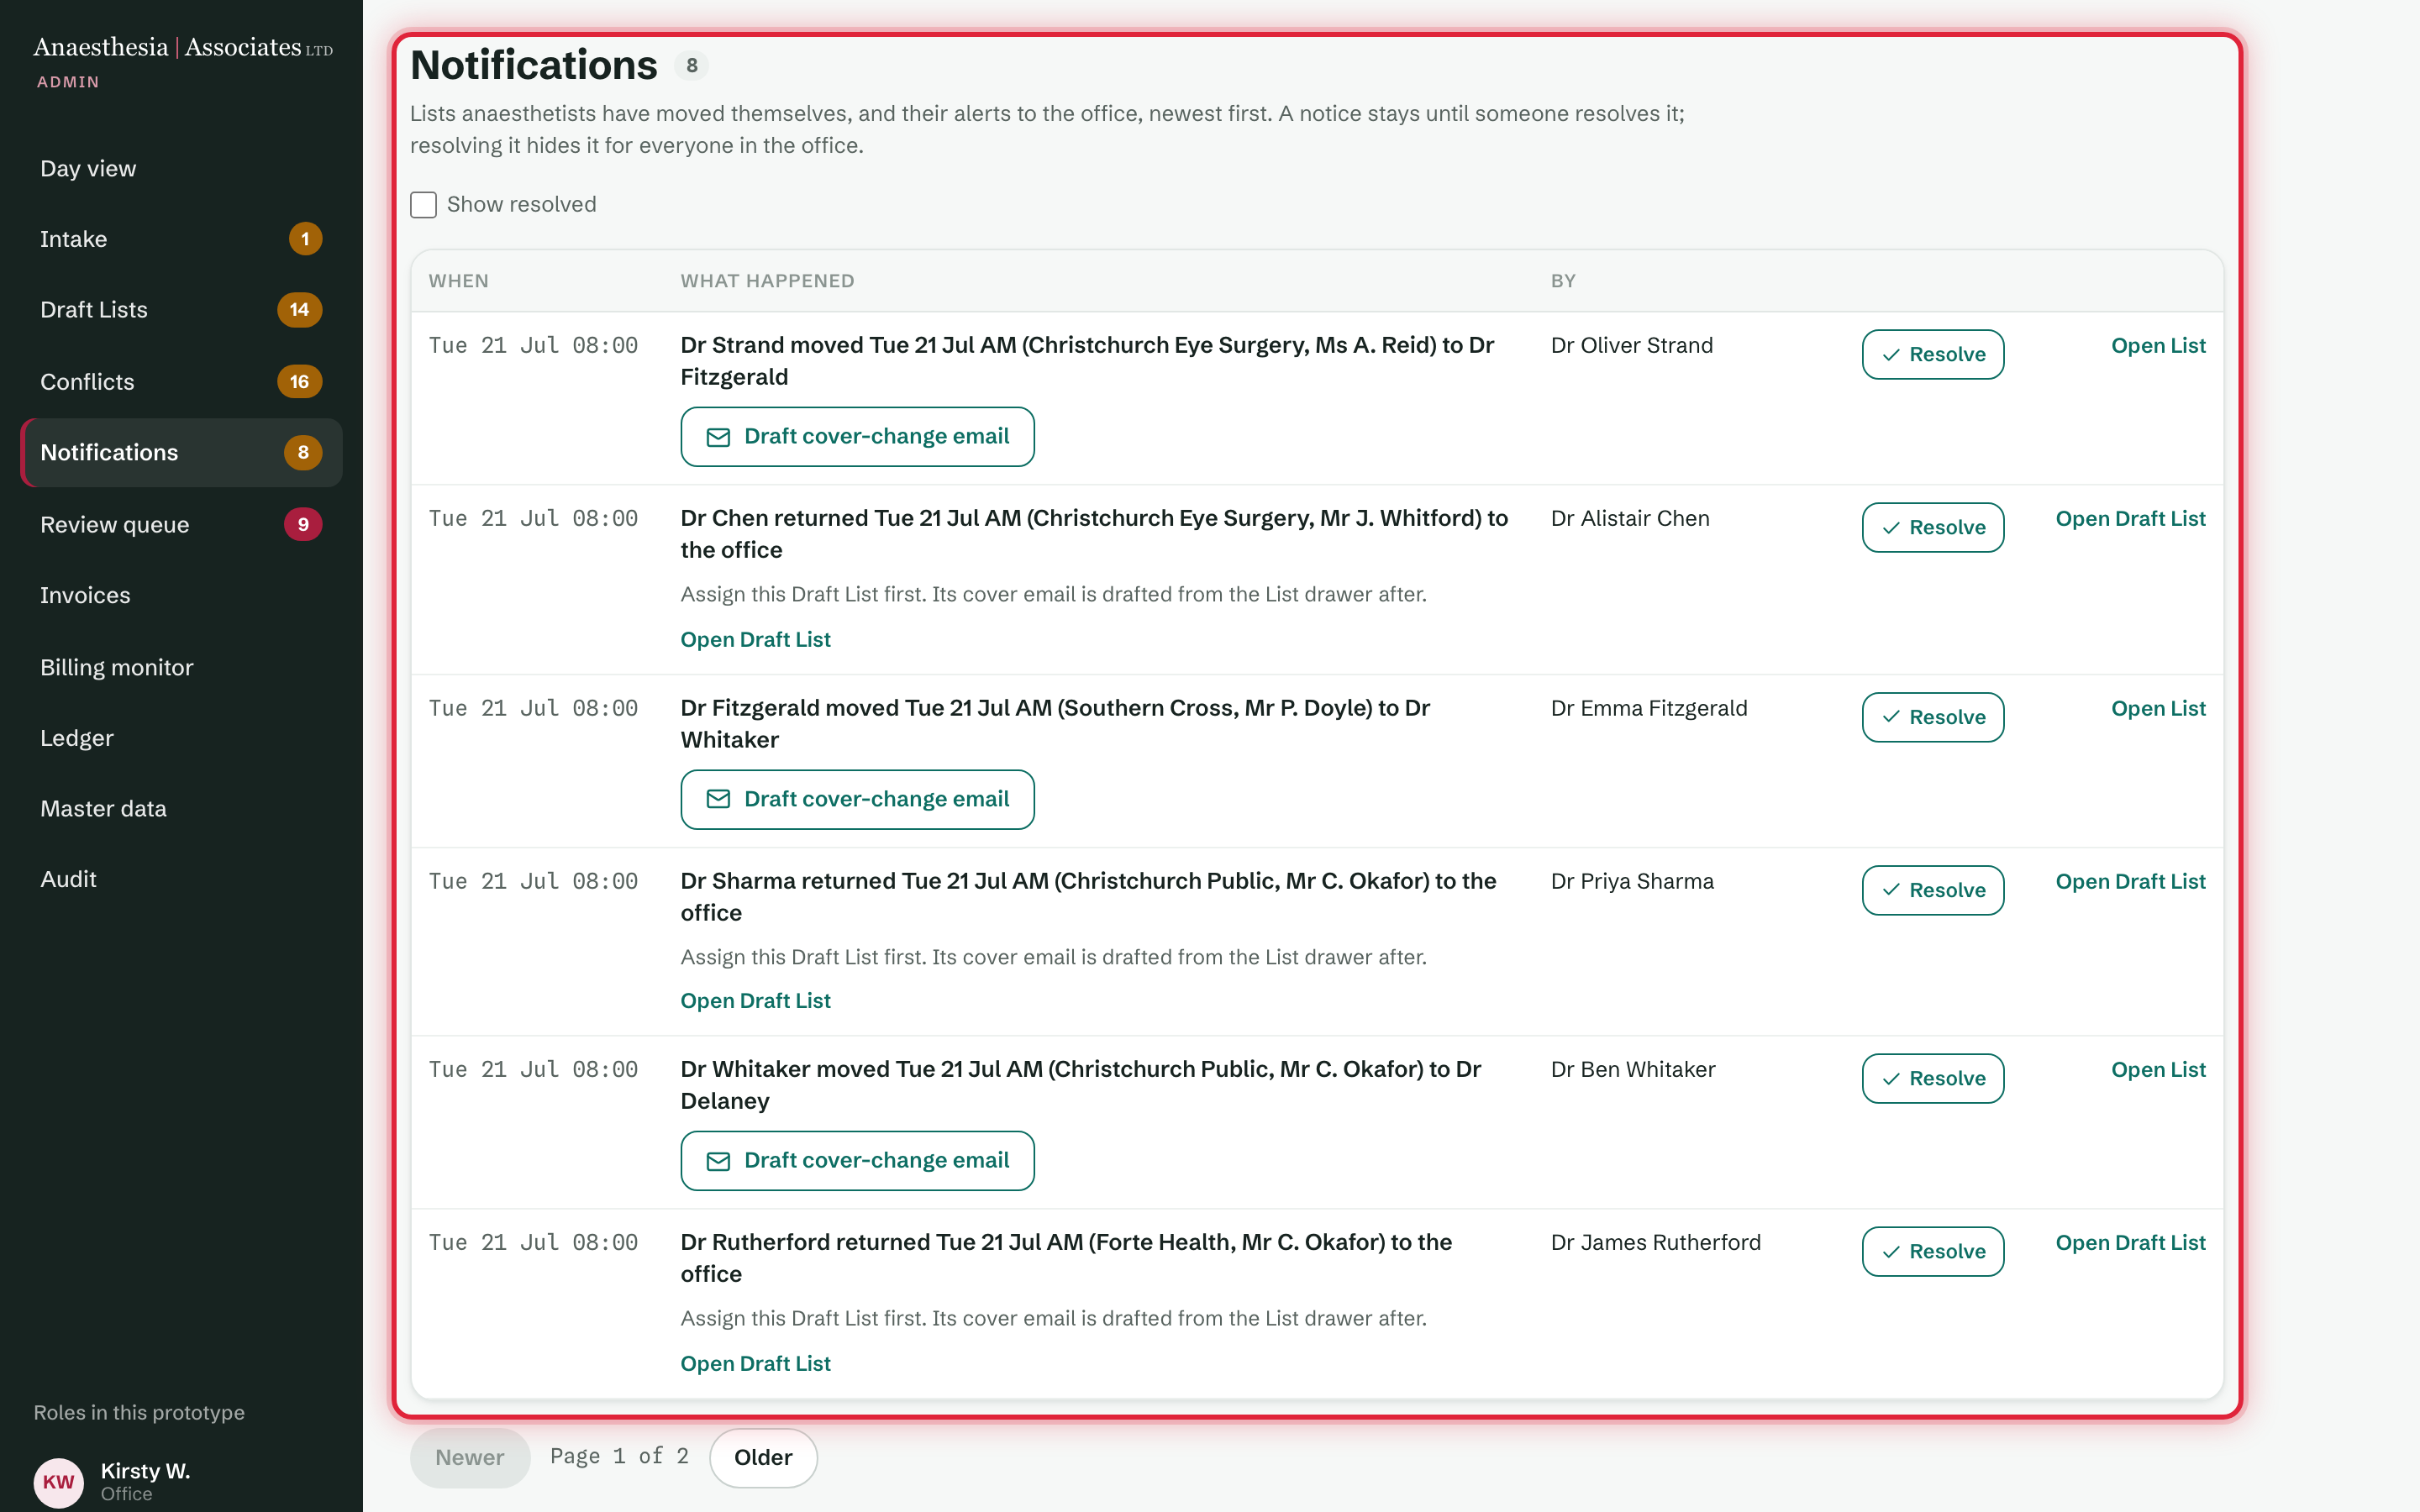 Anaesthesia | Associates LTD
ADMIN
Day view
Intake 1
Draft Lists 14
Conflicts 16
Notifications 8
Review queue 9
Invoices
Billing monitor
Ledger
Master data
Audit
Roles in this prototype
KW Kirsty W.
Office
Notifications 8
Lists anaesthetists have moved themselves, and their alerts to the office, newest first. A notice stays until someone resolves it;
resolving it hides it for everyone in the office.
Show resolved
WHEN WHAT HAPPENED BY
Tue 21 Jul 08:00 Dr Strand moved Tue 21 Jul AM (Christchurch Eye Surgery, Ms A. Reid) to Dr Dr Oliver Strand Resolve Open List
Fitzgerald
Draft cover-change email
Tue 21 Jul 08:00 Dr Chen returned Tue 21 Jul AM (Christchurch Eye Surgery, Mr J. Whitford) to Dr Alistair Chen Resolve Open Draft List
the office
Assign this Draft List first. Its cover email is drafted from the List drawer after.
Open Draft List
Tue 21 Jul 08:00 Dr Fitzgerald moved Tue 21 Jul AM (Southern Cross, Mr P. Doyle) to Dr Dr Emma Fitzgerald Resolve Open List
Whitaker
Draft cover-change email
Tue 21 Jul 08:00 Dr Sharma returned Tue 21 Jul AM (Christchurch Public, Mr C. Okafor) to the Dr Priya Sharma Resolve Open Draft List
office
Assign this Draft List first. Its cover email is drafted from the List drawer after.
Open Draft List
Tue 21 Jul 08:00 Dr Whitaker moved Tue 21 Jul AM (Christchurch Public, Mr C. Okafor) to Dr Dr Ben Whitaker Resolve Open List
Delaney
Draft cover-change email
Tue 21 Jul 08:00 Dr Rutherford returned Tue 21 Jul AM (Forte Health, Mr C. Okafor) to the Dr James Rutherford Resolve Open Draft List
office
Assign this Draft List first. Its cover email is drafted from the List drawer after.
Open Draft List
Newer Page 1 of 2 Older